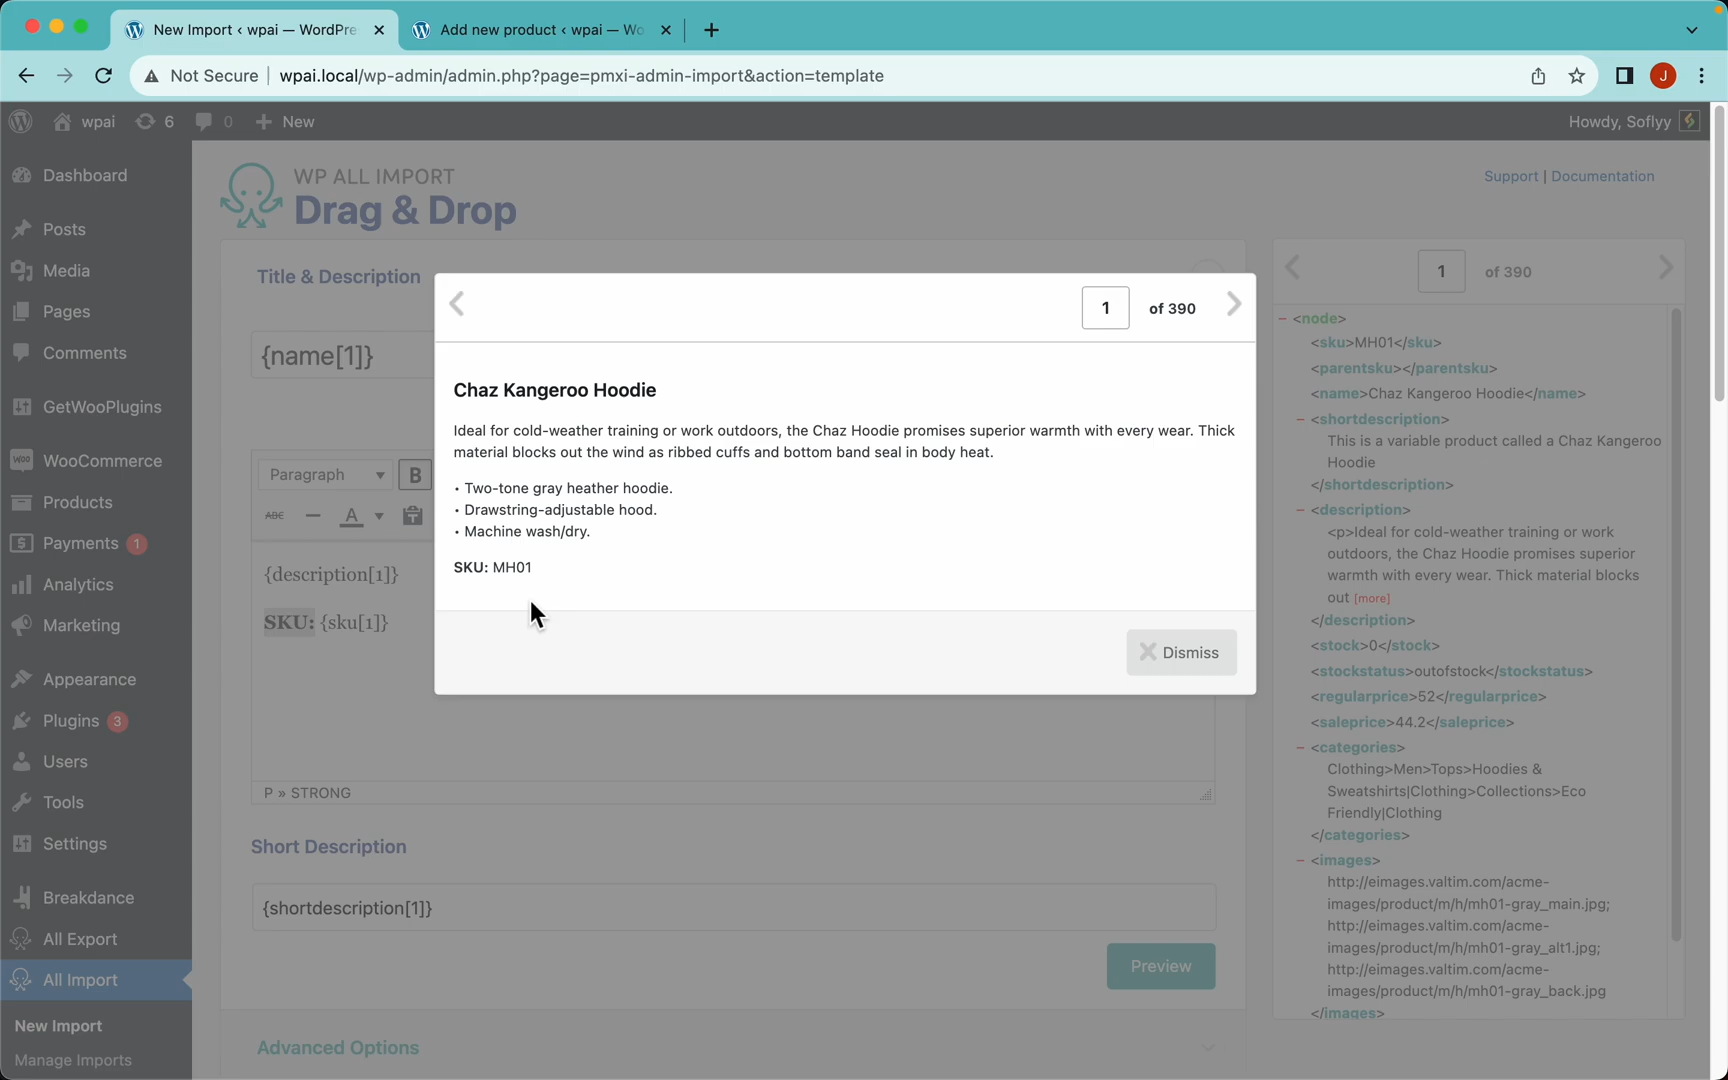 New Import ‹ wpai — WordPre
Add new product ‹ wpai — Wo
Not Secure
wpai.local/wp-admin/admin.php?page=pmxi-admin-import&action=template
J
wpai
6
0
New
Howdy, Soflyy
Dashboard
Posts
Media
Pages
Comments
GetWooPlugins
WooCommerce
Products
Payments 1
Analytics
Marketing
Appearance
Plugins 3
Users
Tools
Settings
Breakdance
All Export
All Import
New Import
Manage Imports
WP ALL IMPORT
Drag & Drop
Support | Documentation
Title & Description
{name[1]}
Paragraph
B
ABC
A
{description[1]}
SKU: {sku[1]}
P » STRONG
Short Description
{shortdescription[1]}
Preview
Advanced Options
1 of 390
Chaz Kangeroo Hoodie
Ideal for cold-weather training or work outdoors, the Chaz Hoodie promises superior warmth with every wear. Thick
material blocks out the wind as ribbed cuffs and bottom band seal in body heat.
• Two-tone gray heather hoodie.
• Drawstring-adjustable hood.
• Machine wash/dry.
SKU: MH01
Dismiss
1 of 390
− <node>
<sku>MH01</sku>
<parentsku></parentsku>
<name>Chaz Kangeroo Hoodie</name>
− <shortdescription>
This is a variable product called a Chaz Kangeroo
Hoodie
</shortdescription>
− <description>
<p>Ideal for cold-weather training or work
outdoors, the Chaz Hoodie promises superior
warmth with every wear. Thick material blocks
out [more]
</description>
<stock>0</stock>
<stockstatus>outofstock</stockstatus>
<regularprice>52</regularprice>
<saleprice>44.2</saleprice>
− <categories>
Clothing>Men>Tops>Hoodies &
Sweatshirts|Clothing>Collections>Eco
Friendly|Clothing
</categories>
− <images>
http://eimages.valtim.com/acme-
images/product/m/h/mh01-gray_main.jpg;
http://eimages.valtim.com/acme-
images/product/m/h/mh01-gray_alt1.jpg;
http://eimages.valtim.com/acme-
images/product/m/h/mh01-gray_back.jpg
</images>